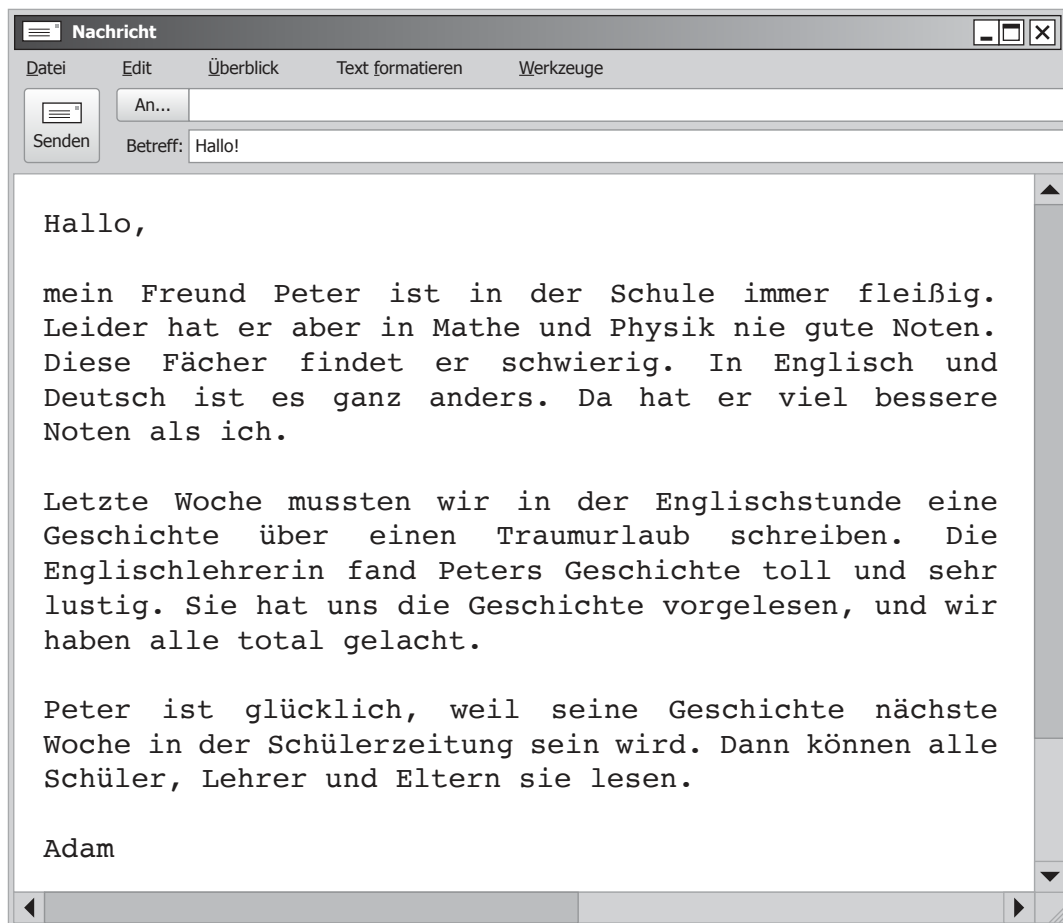 Nachricht
Datei Edit Überblick Text formatieren Werkzeuge
An...
Senden
Betreff: Hallo!
Hallo,
mein Freund Peter ist in der Schule immer fleißig.
Leider hat er aber in Mathe und Physik nie gute Noten.
Diese Fächer findet er schwierig. In Englisch und
Deutsch ist es ganz anders. Da hat er viel bessere
Noten als ich.
Letzte Woche mussten wir in der Englischstunde eine
Geschichte über einen Traumurlaub schreiben. Die
Englischlehrerin fand Peters Geschichte toll und sehr
lustig. Sie hat uns die Geschichte vorgelesen, und wir
haben alle total gelacht.
Peter ist glücklich, weil seine Geschichte nächste
Woche in der Schülerzeitung sein wird. Dann können alle
Schüler, Lehrer und Eltern sie lesen.
Adam